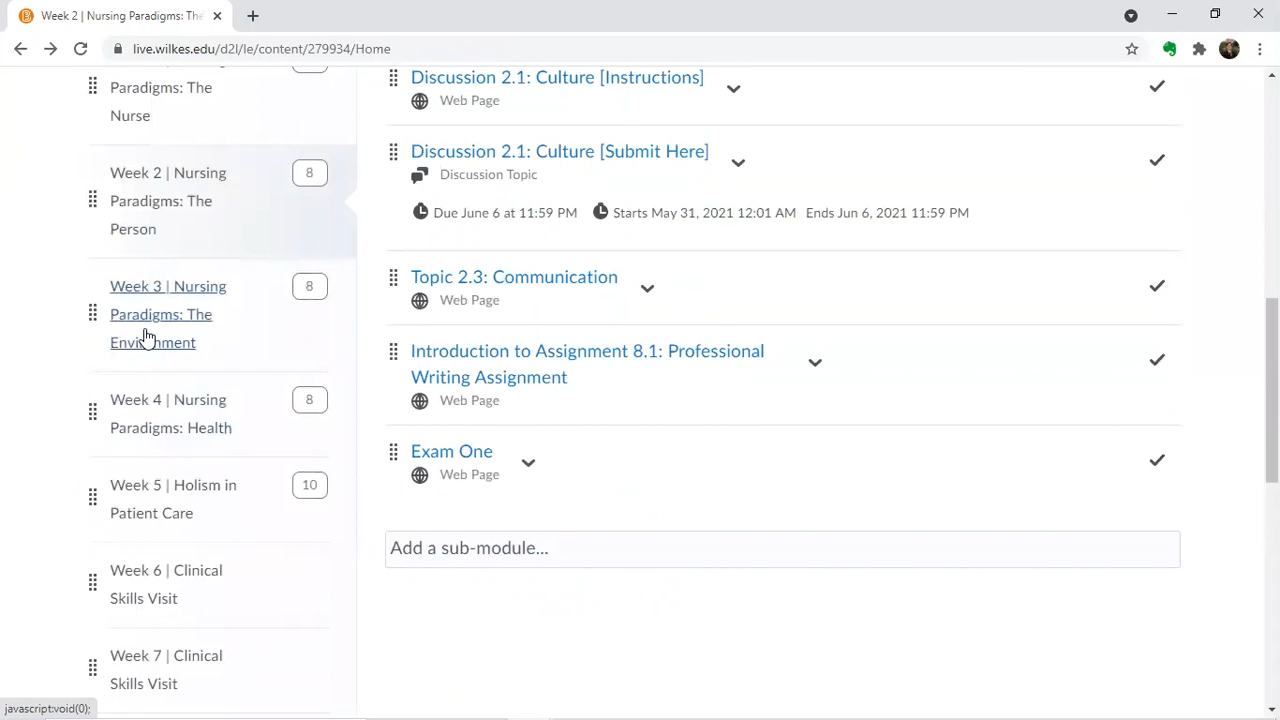 Week 2 | Nursing Paradigms: The
live.wilkes.edu/d2l/le/content/279934/Home
Paradigms: The
Nurse
Week 2 | Nursing
Paradigms: The
Person
8
Week 3 | Nursing
Paradigms: The
Environment
8
Week 4 | Nursing
Paradigms: Health
8
Week 5 | Holism in
Patient Care
10
Week 6 | Clinical
Skills Visit
Week 7 | Clinical
Skills Visit
Discussion 2.1: Culture [Instructions]
Web Page
Discussion 2.1: Culture [Submit Here]
Discussion Topic
Due June 6 at 11:59 PM Starts May 31, 2021 12:01 AM Ends Jun 6, 2021 11:59 PM
Topic 2.3: Communication
Web Page
Introduction to Assignment 8.1: Professional
Writing Assignment
Web Page
Exam One
Web Page
Add a sub-module...
javascript:void(0);